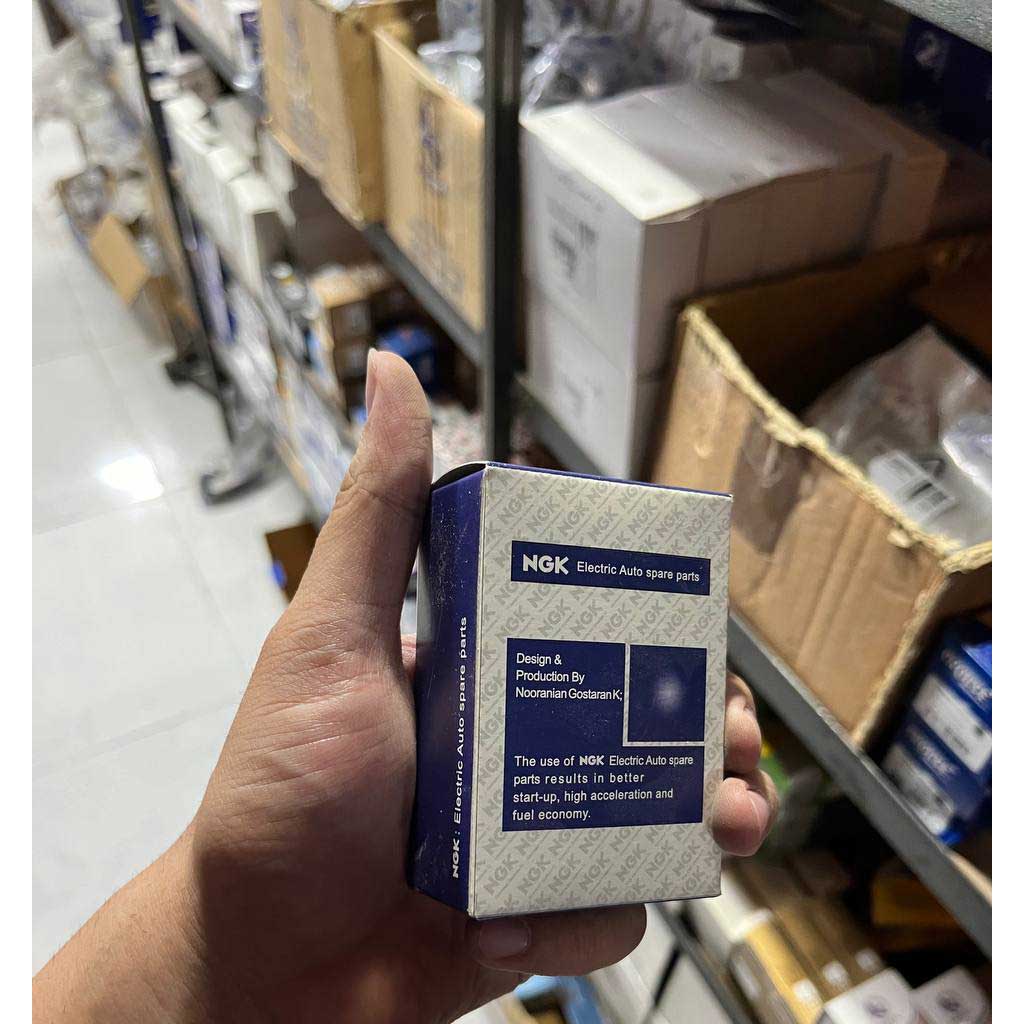 NGK Electric Auto spare parts
Design &
Production By
Nooranian Gostaran K;
The use of NGK Electric Auto spare
parts results in better
start-up, high acceleration and
fuel economy.
NGK : Electric Auto spare parts